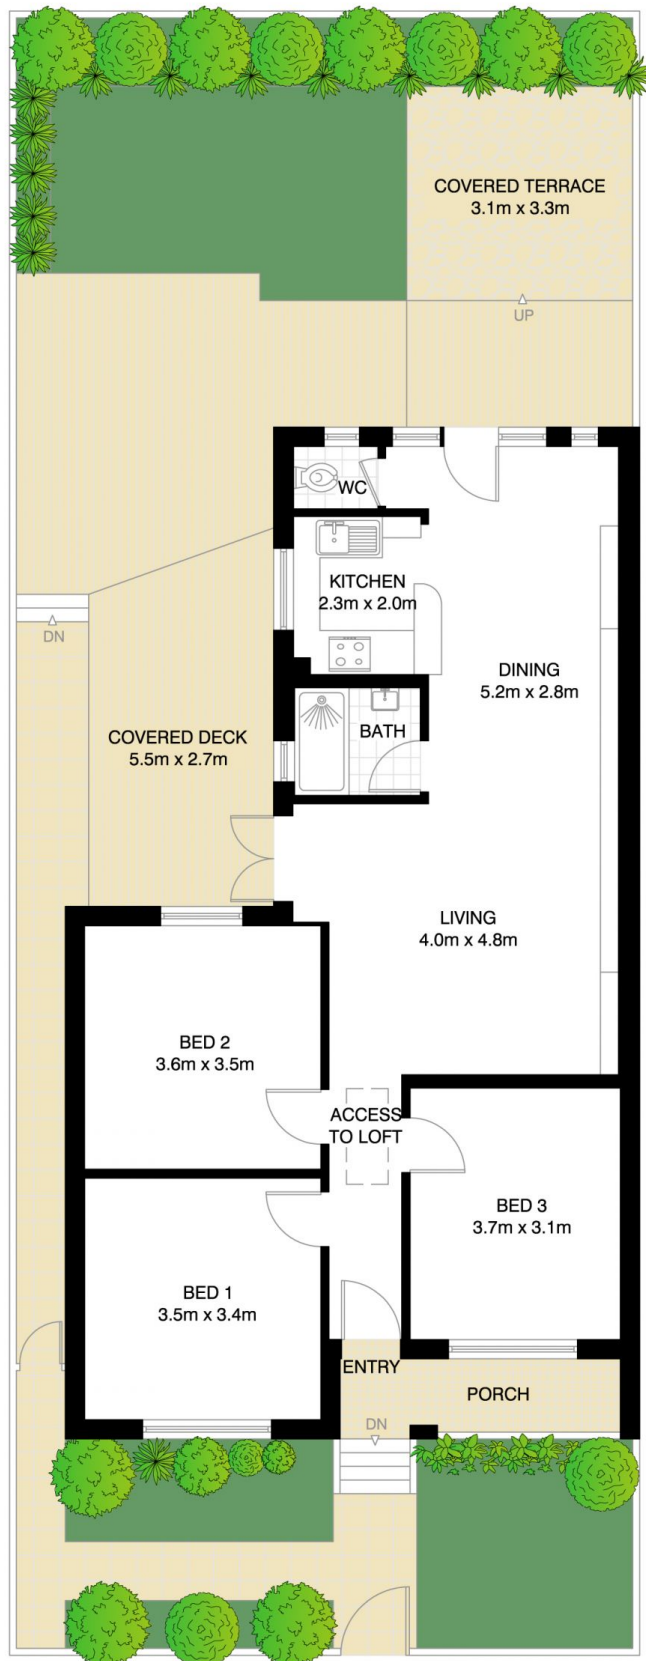 COVERED TERRACE
3.1m x 3.3m
UP
WC
KITCHEN
2.3m x 2.0m
DN
DINING
5.2m x 2.8m
BATH
COVERED DECK
5.5m x 2.7m
LIVING
4.0m x 4.8m
BED 2
3.6m x 3.5m
ACCESS
TO LOFT
BED 3
3.7m x 3.1m
BED 1
3.5m x 3.4m
ENTRY
PORCH
DN